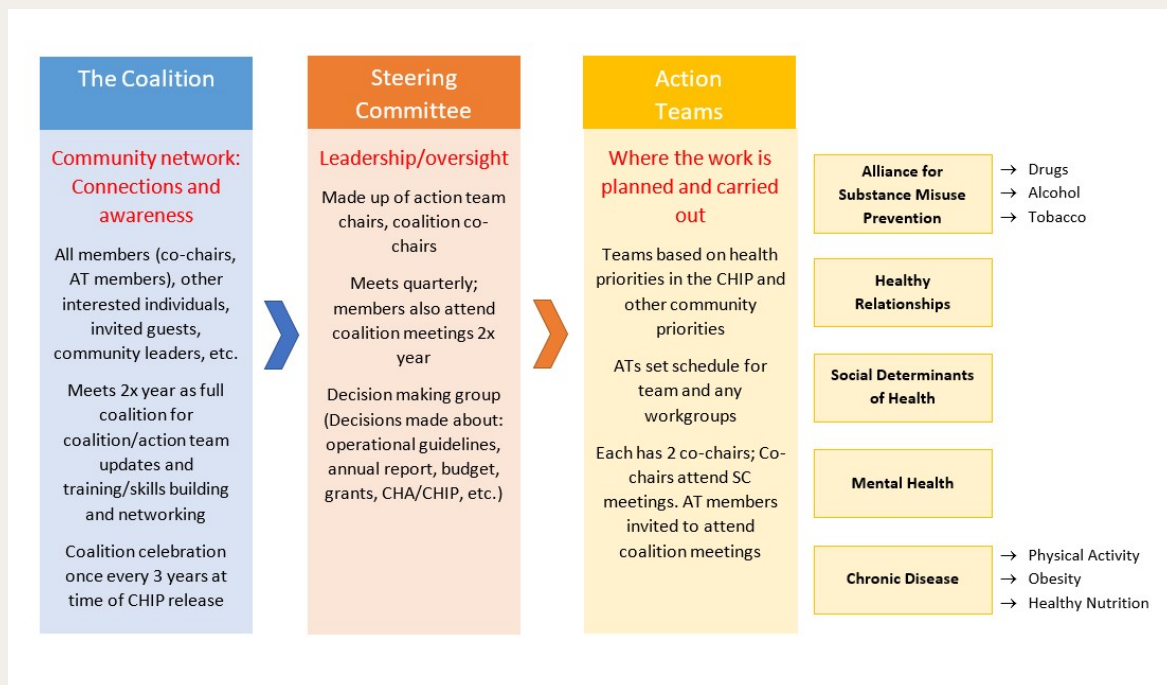 The Coalition
Community network:
Connections and
awareness
All members (co-chairs,
AT members), other
interested individuals,
invited guests,
community leaders, etc.
Meets 2x year as full
coalition for
coalition/action team
updates and
training/skills building
and networking
Coalition celebration
once every 3 years at
time of CHIP release
Steering
Committee
Leadership/oversight
Made up of action team
chairs, coalition co-
chairs
Meets quarterly;
members also attend
coalition meetings 2x
year
Decision making group
(Decisions made about:
operational guidelines,
annual report, budget,
grants, CHA/CHIP, etc.)
Action
Teams
Where the work is
planned and carried
out
Teams based on health
priorities in the CHIP and
other community
priorities
ATs set schedule for
team and any
workgroups
Each has 2 co-chairs; Co-
chairs attend SC
meetings. AT members
invited to attend
coalition meetings
Alliance for
Substance Misuse
Prevention
→ Drugs
→ Alcohol
→ Tobacco
Healthy
Relationships
Social Determinants
of Health
Mental Health
Chronic Disease
→ Physical Activity
→ Obesity
→ Healthy Nutrition